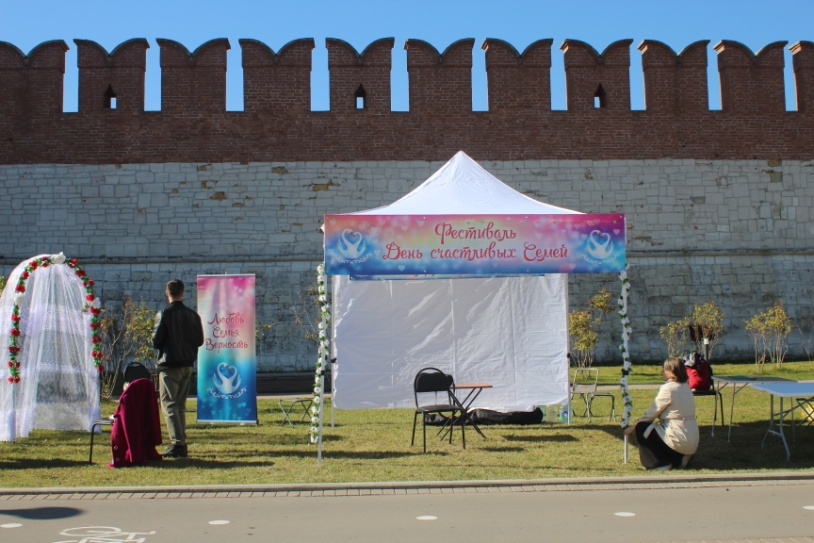 Фестиваль
День счастливых Семей
Любовь
Семья
Верность